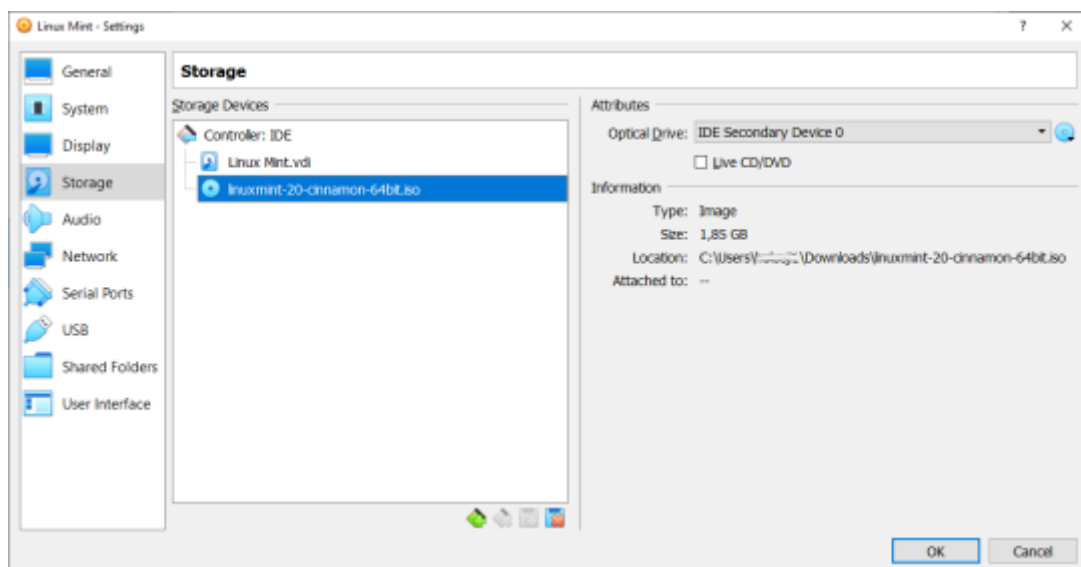 Linux Mint - Settings
? ×
General
System
Display
Storage
Audio
Network
Serial Ports
USB
Shared Folders
User Interface
Storage
Storage Devices
Controller: IDE
Linux Mint.vdi
linuxmint-20-cinnamon-64bit.iso
Attributes
Optical Drive: IDE Secondary Device 0
Live CD/DVD
Information
Type: Image
Size: 1,85 GB
Location: C:\Users\ \Downloads\linuxmint-20-cinnamon-64bit.iso
Attached to: --
OK Cancel